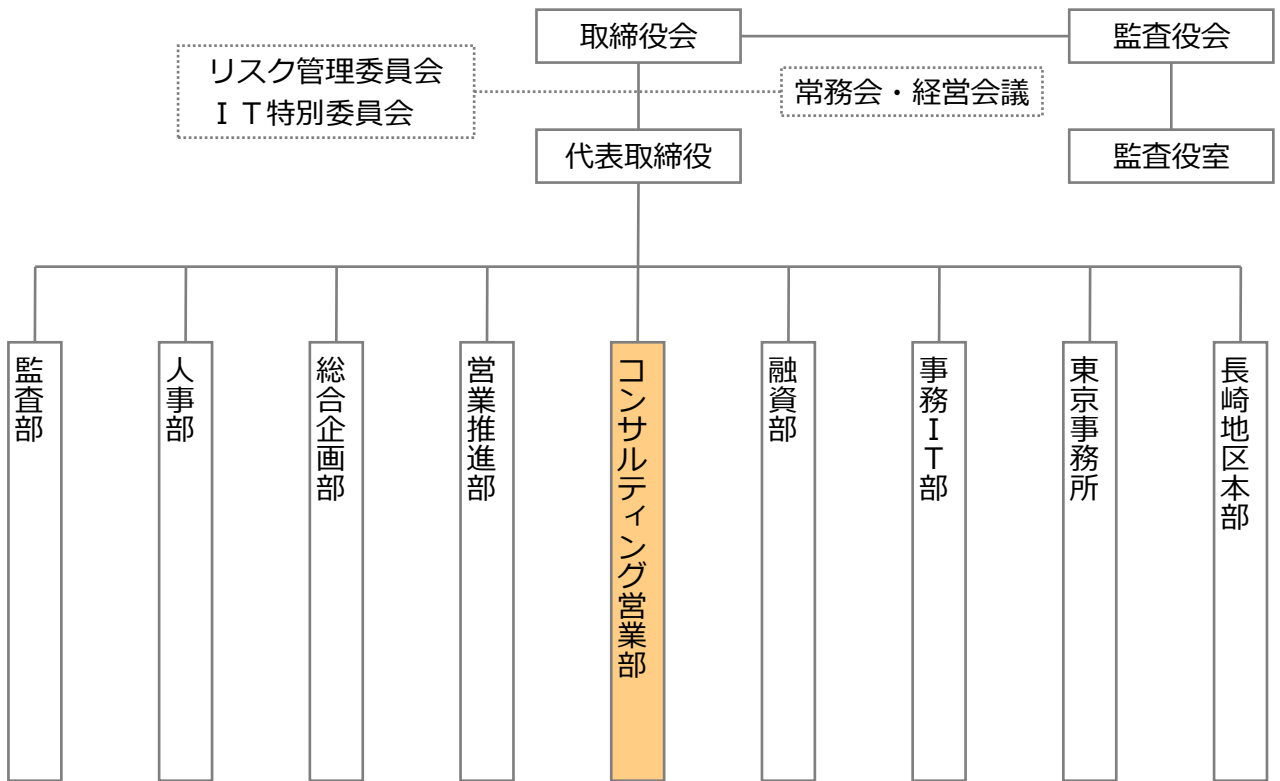 取締役会
監査役会
リスク管理委員会
ＩＴ特別委員会
常務会・経営会議
代表取締役
監査役室
監査部
人事部
総合企画部
営業推進部
コンサルティング営業部
融資部
事務ＩＴ部
東京事務所
長崎地区本部